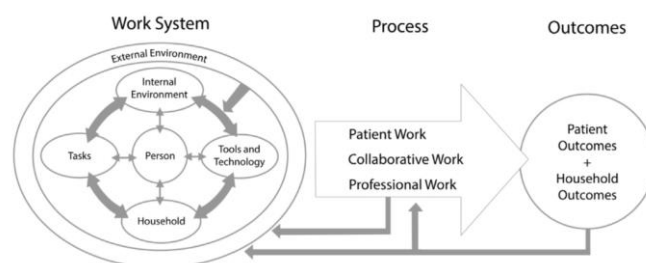 Work System
Process
Outcomes
External Environment
Internal
Environment
Tasks
Person
Tools and
Technology
Household
Patient Work
Collaborative Work
Professional Work
Patient
Outcomes
+
Household
Outcomes